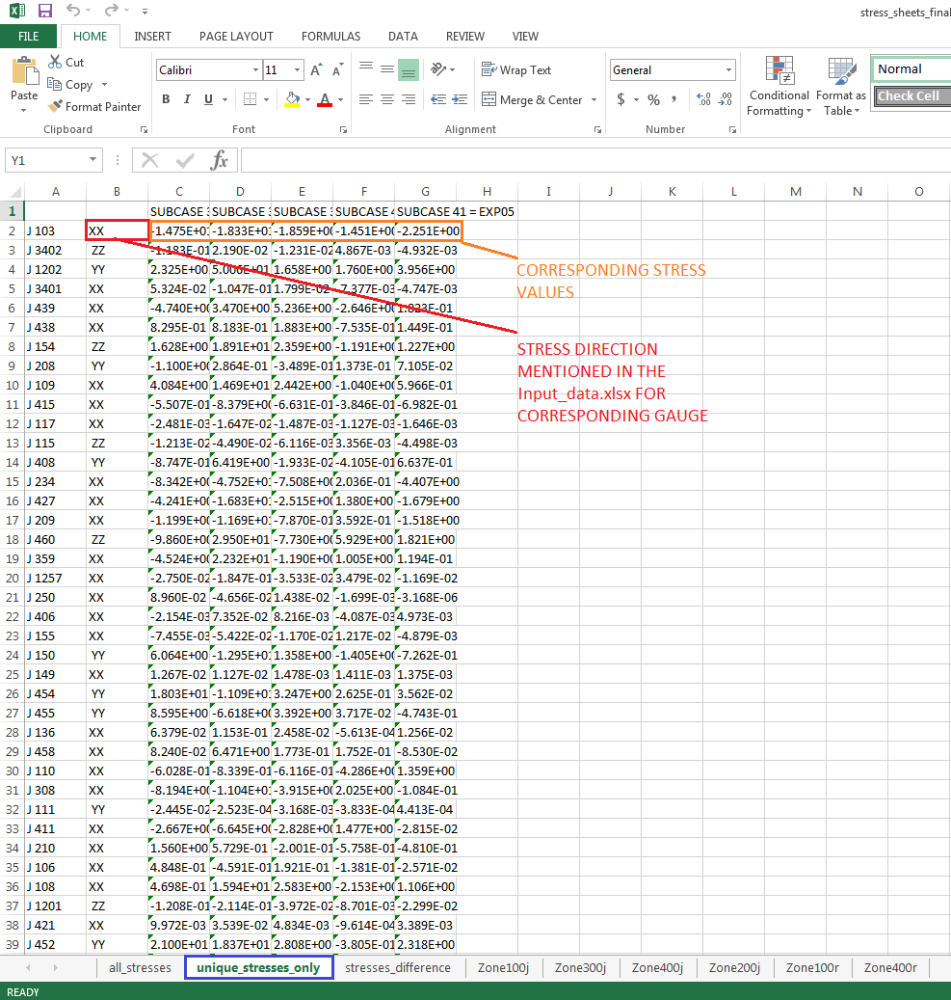 stress_sheets_final
FILE HOME INSERT PAGE LAYOUT FORMULAS DATA REVIEW VIEW
Cut
Copy
Format Painter
Paste
Calibri 11
B I U
Wrap Text
Merge & Center
General
$ % ,
Conditional Formatting
Format as Table
Normal
Check Cell
Clipboard Font Alignment Number
Y1 fx
A B C D E F G H I J K L M N O
1 SUBCASE 3 SUBCASE SUBCASE 3 SUBCASE 4 SUBCASE 41 = EXP05
2 J 103 XX -1.475E+01 -1.833E+01 -1.859E+00 -1.451E+00 -2.251E+00
3 J 3402 ZZ -1.183E-01 2.190E-02 -1.231E-02 4.867E-03 -4.932E-03
4 J 1202 YY 2.325E+00 5.006E+01 1.658E+00 1.760E+00 3.956E+00
5 J 3401 XX 5.324E-02 -1.047E-01 1.799E-02 -7.377E-03 -4.747E-03
6 J 439 XX -4.740E+00 3.470E+00 5.236E+00 -2.646E+00 1.823E-01
7 J 438 XX 8.295E-01 8.183E-01 1.883E+00 -7.535E-01 1.449E-01
8 J 154 ZZ 1.628E+00 1.891E+01 2.359E+00 -1.191E+00 1.227E+00
9 J 208 YY -1.100E+00 2.864E-01 -3.489E-01 1.373E-01 7.105E-02
10 J 109 XX 4.084E+00 1.469E+01 2.442E+00 -1.040E+00 5.966E-01
11 J 415 XX -5.507E-01 -8.379E+00 -6.631E-01 -3.846E-01 -6.982E-01
12 J 117 XX -2.481E-03 -1.647E-02 -1.487E-03 -1.127E-03 -1.646E-03
13 J 115 ZZ -1.213E-02 -4.490E-02 -6.116E-03 3.356E-03 -4.498E-03
14 J 408 YY -8.747E-01 6.419E+00 -1.933E-02 -4.105E-01 6.637E-01
15 J 234 XX -8.342E+00 -4.752E+01 -7.508E+00 2.036E-01 -4.407E+00
16 J 427 XX -4.241E+00 -1.683E+01 -2.515E+00 1.380E+00 -1.679E+00
17 J 209 XX -1.199E+00 -1.169E+01 -7.870E-01 3.592E-01 -1.518E+00
18 J 460 ZZ -9.860E+00 2.950E+01 -7.730E+00 5.929E+00 1.821E+00
19 J 359 XX -4.524E+00 2.232E+01 -1.190E+00 1.005E+00 1.194E-01
20 J 1257 XX -2.750E-02 -1.847E-01 -3.533E-02 3.479E-02 -1.169E-02
21 J 250 XX 8.960E-02 -4.656E-02 1.438E-02 -1.699E-03 -3.168E-06
22 J 406 XX -2.154E-03 7.352E-02 8.216E-03 -4.087E-03 4.973E-03
23 J 155 XX -7.455E-03 -5.422E-02 -1.170E-02 1.217E-02 -4.879E-03
24 J 150 YY 6.064E+00 -1.295E+01 1.358E+00 -1.405E+00 -7.262E-01
25 J 149 XX 1.267E-02 1.127E-02 1.478E-03 1.411E-03 1.375E-03
26 J 454 YY 1.803E+01 -1.109E+01 3.247E+00 2.625E-01 3.562E-02
27 J 455 YY 8.595E+00 -6.618E+00 3.392E+00 3.717E-02 -4.743E-01
28 J 136 XX 6.379E-02 1.153E-01 2.458E-02 -5.613E-04 1.256E-02
29 J 458 XX 8.240E-02 6.471E+00 1.773E-01 1.752E-01 -8.530E-02
30 J 110 XX -6.028E-01 -8.339E-01 -6.116E-01 -4.286E+00 1.359E+00
31 J 308 XX -8.194E+00 -1.104E+01 -3.915E+00 2.025E+00 -1.084E-01
32 J 111 YY -2.445E-02 -2.523E-04 -3.168E-03 -3.833E-04 4.413E-04
33 J 411 XX -2.667E+00 -6.645E+00 -2.828E+00 1.477E+00 -2.815E-02
34 J 210 XX 1.560E+00 5.729E-01 -2.001E-01 -5.758E-01 -4.810E-01
35 J 106 XX 4.848E-01 -4.591E-01 1.921E-01 -1.381E-01 -2.571E-02
36 J 108 XX 4.698E-01 1.594E+01 2.583E+00 -2.153E+00 1.106E+00
37 J 1201 ZZ -1.208E-01 -2.114E-01 -3.972E-02 -8.701E-03 -2.299E-02
38 J 421 XX 9.972E-03 3.539E-02 4.834E-03 -9.614E-04 3.389E-03
39 J 452 YY 2.100E+01 1.837E+01 2.808E+00 -3.805E-01 2.318E+00
CORRESPONDING STRESS
VALUES
STRESS DIRECTION
MENTIONED IN THE
Input_data.xlsx FOR
CORRESPONDING GAUGE
all_stresses unique_stresses_only stresses_difference Zone100j Zone300j Zone400j Zone200j Zone100r Zone400r
READY